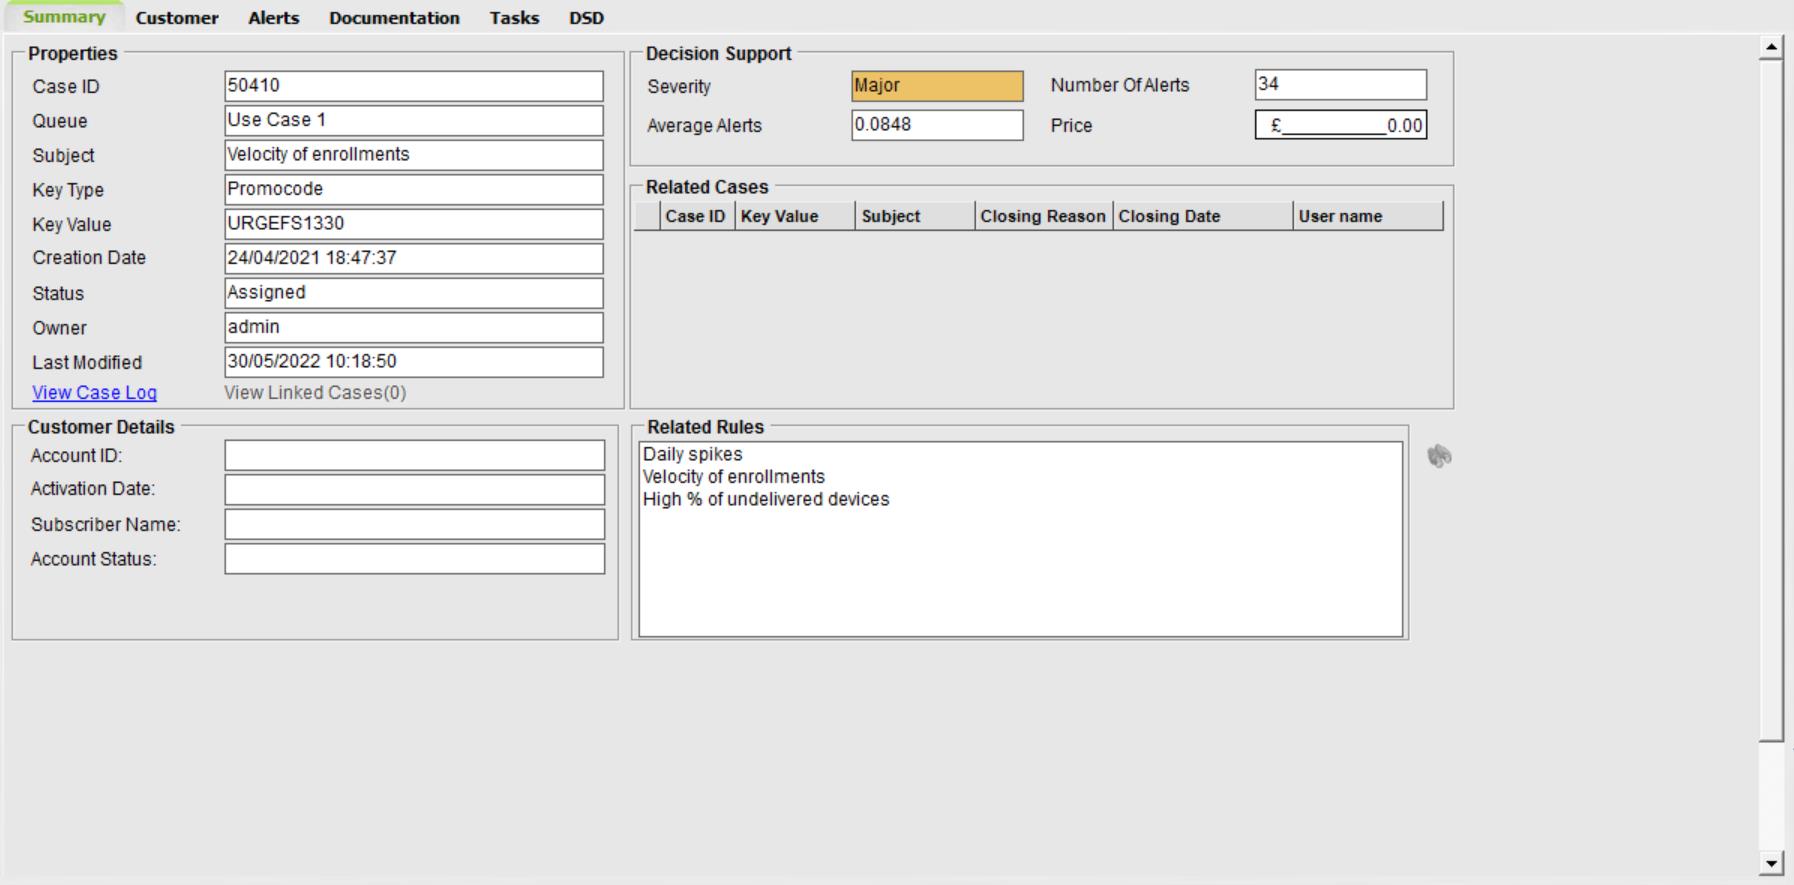 Summary Customer Alerts Documentation Tasks DSD
Properties
Case ID 50410
Queue Use Case 1
Subject Velocity of enrollments
Key Type Promocode
Key Value URGEFS1330
Creation Date 24/04/2021 18:47:37
Status Assigned
Owner admin
Last Modified 30/05/2022 10:18:50
View Case Log View Linked Cases(0)
Decision Support
Severity Major Number Of Alerts 34
Average Alerts 0.0848 Price £__________0.00
Related Cases
Case ID Key Value Subject Closing Reason Closing Date User name
Customer Details
Account ID:
Activation Date:
Subscriber Name:
Account Status:
Related Rules
Daily spikes
Velocity of enrollments
High % of undelivered devices